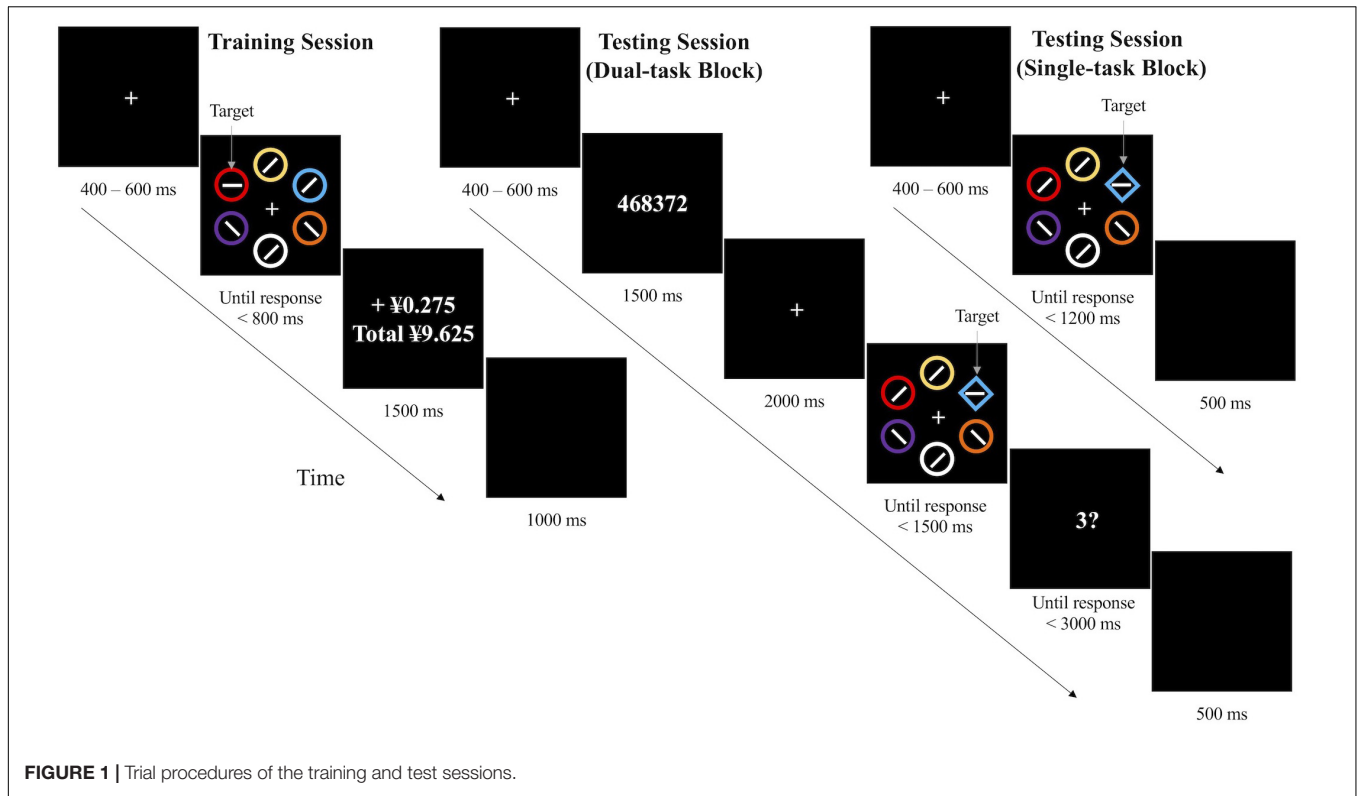 Training Session
+
400 – 600 ms
Target
+
Until response
< 800 ms
+ ¥0.275
Total ¥9.625
1500 ms
1000 ms
Time
Testing Session
(Dual-task Block)
+
400 – 600 ms
468372
1500 ms
+
2000 ms
Target
+
Until response
< 1500 ms
3?
Until response
< 3000 ms
500 ms
Testing Session
(Single-task Block)
+
400 – 600 ms
Target
+
Until response
< 1200 ms
500 ms
FIGURE 1 | Trial procedures of the training and test sessions.